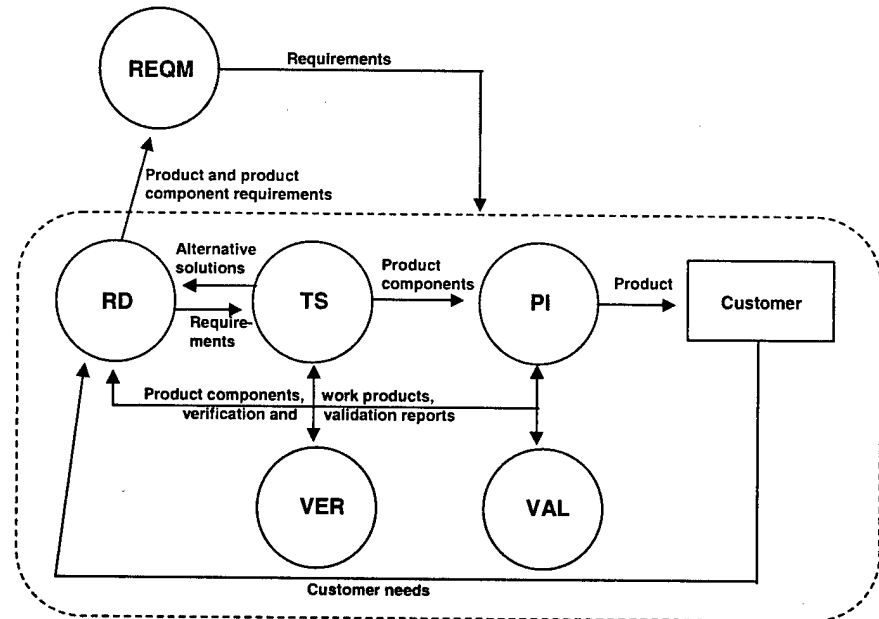 REQM
Requirements
Product and product
component requirements
Alternative
solutions
RD
TS
Product
components
PI
Product
Customer
Require-
ments
Product components,
work products,
verification and
validation reports
VER
VAL
Customer needs